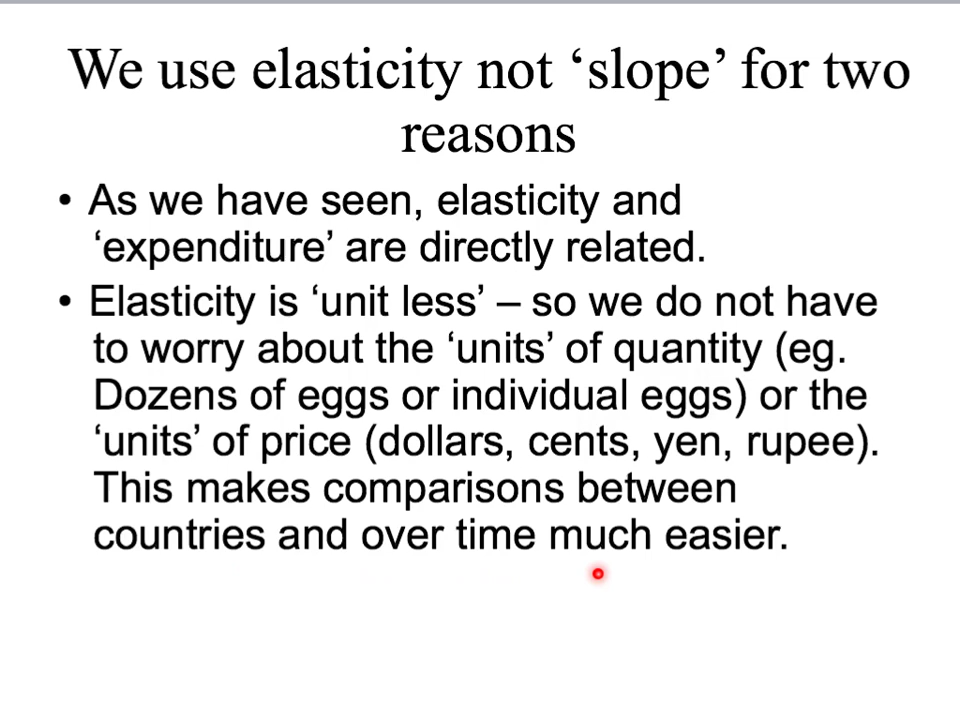 We use elasticity not ‘slope’ for two
reasons
• As we have seen, elasticity and
‘expenditure’ are directly related.
• Elasticity is ‘unit less’ – so we do not have
to worry about the ‘units’ of quantity (eg.
Dozens of eggs or individual eggs) or the
‘units’ of price (dollars, cents, yen, rupee).
This makes comparisons between
countries and over time much easier.